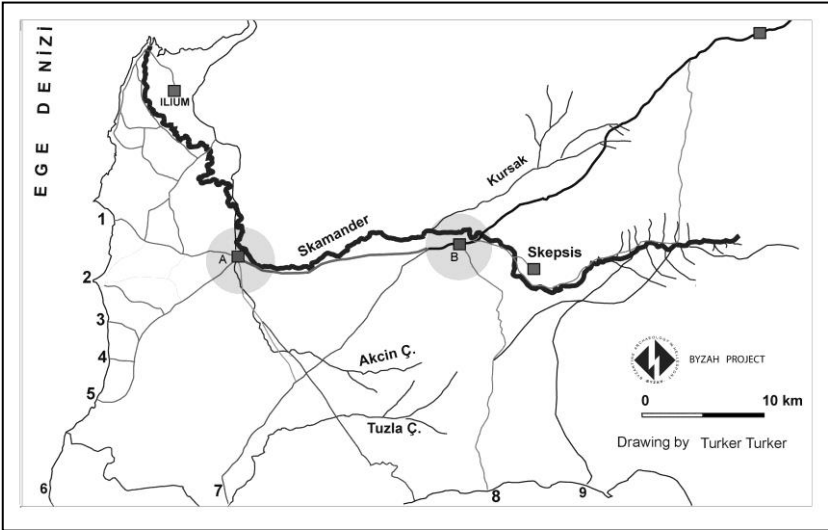 EGE DENİZİ
ILIUM
Kursak
1
Skamander
A
B
Skepsis
2
3
4
5
Akcin Ç.
Tuzla Ç.
BYZAH PROJECT
0 10 km
Drawing by Turker Turker
6
7
8
9